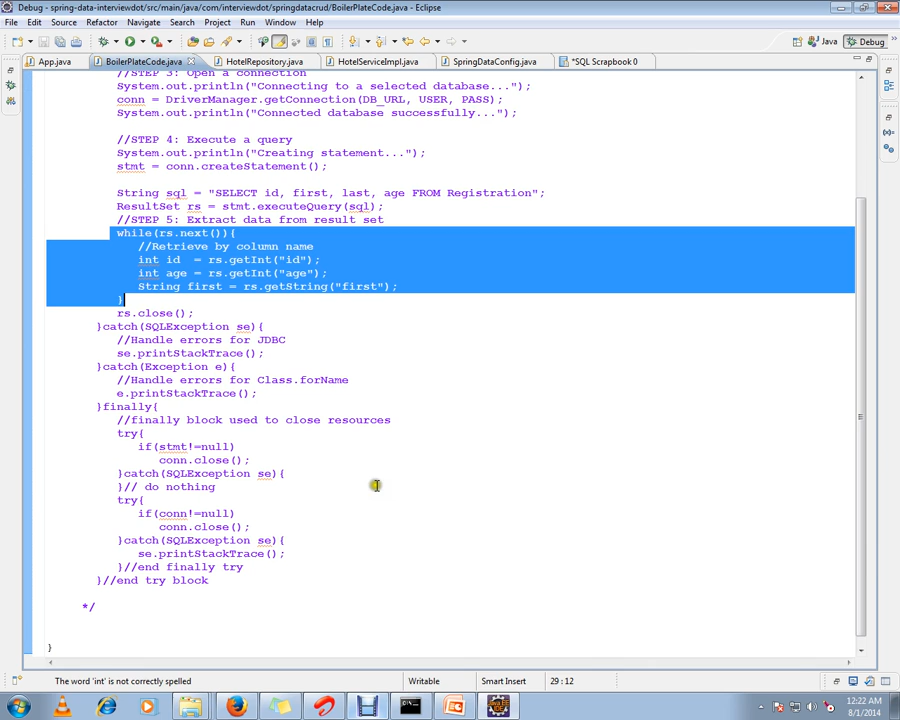 Debug - spring-data-interviewdot/src/main/java/com/interviewdot/springdatacrud/BoilerPlateCode.java - Eclipse
File Edit Source Refactor Navigate Search Project Run Window Help
Java Debug
App.java BoilerPlateCode.java HotelRepository.java HotelServiceImpl.java SpringDataConfig.java *SQL Scrapbook 0
//STEP 3: Open a connection
System.out.println("Connecting to a selected database...");
conn = DriverManager.getConnection(DB_URL, USER, PASS);
System.out.println("Connected database successfully...");
//STEP 4: Execute a query
System.out.println("Creating statement...");
stmt = conn.createStatement();
String sql = "SELECT id, first, last, age FROM Registration";
ResultSet rs = stmt.executeQuery(sql);
//STEP 5: Extract data from result set
while(rs.next()){
//Retrieve by column name
int id  = rs.getInt("id");
int age = rs.getInt("age");
String first = rs.getString("first");
}
rs.close();
}catch(SQLException se){
//Handle errors for JDBC
se.printStackTrace();
}catch(Exception e){
//Handle errors for Class.forName
e.printStackTrace();
}finally{
//finally block used to close resources
try{
if(stmt!=null)
conn.close();
}catch(SQLException se){
}// do nothing
try{
if(conn!=null)
conn.close();
}catch(SQLException se){
se.printStackTrace();
}//end finally try
}//end try block
*/
}
The word 'int' is not correctly spelled Writable Smart Insert 29 : 12
12:22 AM
8/1/2014